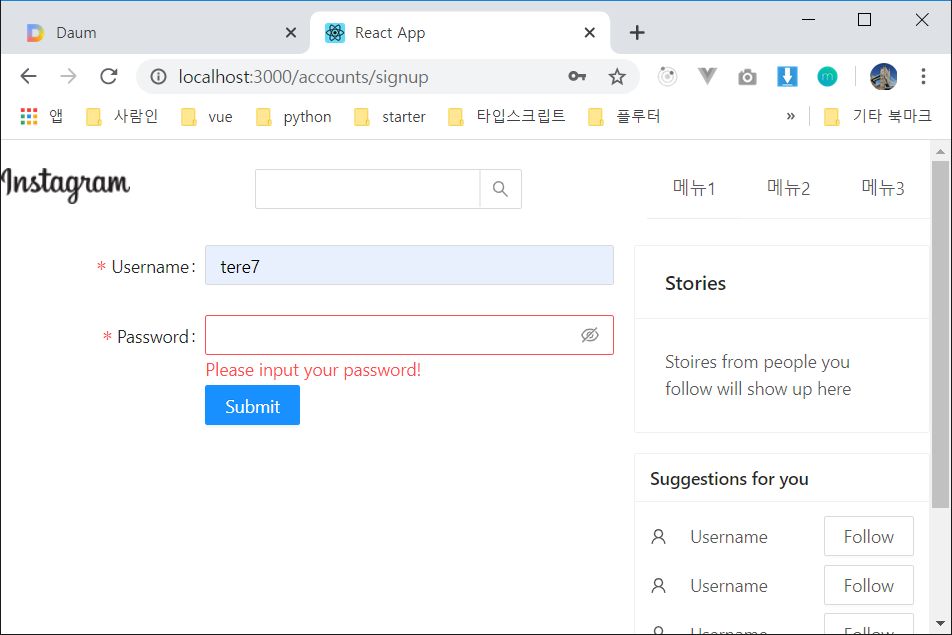 Daum
React App
localhost:3000/accounts/signup
앱 사람인 vue python starter 타입스크립트 플루터 » 기타 북마크
Instagram
메뉴1 메뉴2 메뉴3
* Username:
tere7
* Password:
Please input your password!
Submit
Stories
Stoires from people you
follow will show up here
Suggestions for you
Username Follow
Username Follow
Username Follow